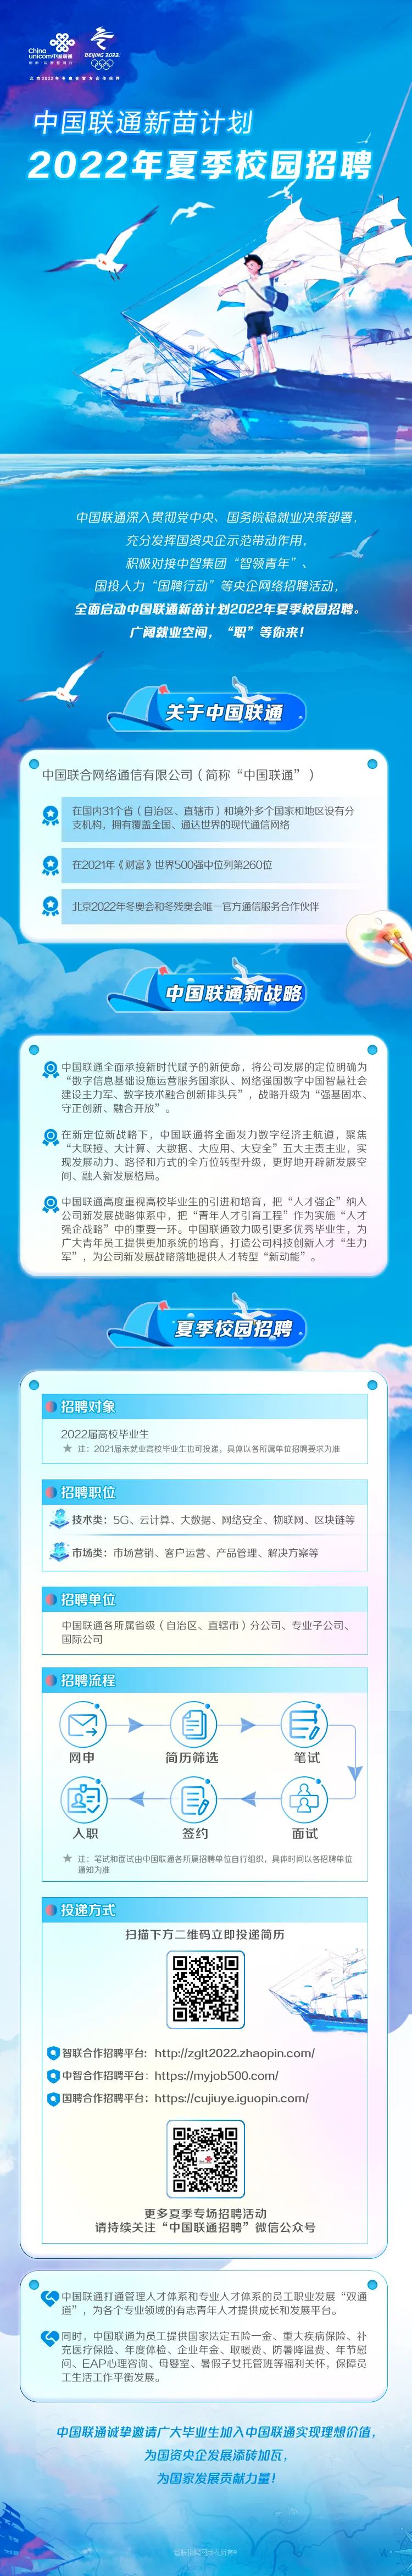 China
unicom中国联通
BEIJING 2022
北京2022年冬奥会官方合作伙伴
中国联通新苗计划
2022年夏季校园招聘
中国联通深入贯彻党中央、国务院稳就业决策部署，
充分发挥国资央企示范带动作用，
积极对接中智集团“智领青年”、
国投人力“国聘行动”等央企网络招聘活动，
全面启动中国联通新苗计划2022年夏季校园招聘。
广阔就业空间，“职”等你来！
关于中国联通
中国联合网络通信有限公司（简称“中国联通”）
在国内31个省（自治区、直辖市）和境外多个国家和地区设有分
支机构，拥有覆盖全国、通达世界的现代通信网络
在2021年《财富》世界500强中位列第260位
北京2022年冬奥会和冬残奥会唯一官方通信服务合作伙伴
中国联通新战略
中国联通全面承接新时代赋予的新使命，将公司发展的定位明确为
“数字信息基础设施运营服务国家队、网络强国数字中国智慧社会
建设主力军、数字技术融合创新排头兵”，战略升级为“强基固本、
守正创新、融合开放”。
在新定位新战略下，中国联通将全面发力数字经济主航道，聚焦
“大联接、大计算、大数据、大应用、大安全”五大主责主业，实
现发展动力、路径和方式的全方位转型升级，更好地开辟新发展空
间、融入新发展格局。
中国联通高度重视高校毕业生的引进和培育，把“人才强企”纳入
公司新发展战略体系中，把“青年人才引育工程”作为实施“人才
强企战略”中的重要一环。中国联通致力吸引更多优秀毕业生，为
广大青年员工提供更加系统的培育，打造公司科技创新人才“生力
军”，为公司新发展战略落地提供人才转型“新动能”。
夏季校园招聘
招聘对象
2022届高校毕业生
★ 注：2021届未就业高校毕业生也可投递，具体以各所属单位招聘要求为准
招聘职位
技术类：5G、云计算、大数据、网络安全、物联网、区块链等
市场类：市场营销、客户运营、产品管理、解决方案等
招聘单位
中国联通各所属省级（自治区、直辖市）分公司、专业子公司、
国际公司
招聘流程
网申 简历筛选 笔试
入职 签约 面试
★ 注：笔试和面试由中国联通各所属招聘单位自行组织，具体时间以各招聘单位
通知为准
投递方式
扫描下方二维码立即投递简历
智联合作招聘平台：http://zglt2022.zhaopin.com/
中智合作招聘平台：https://myjob500.com/
国聘合作招聘平台：https://cujiuye.iguopin.com/
更多夏季专场招聘活动
请持续关注“中国联通招聘”微信公众号
中国联通打通管理人才体系和专业人才体系的员工职业发展“双通
道”，为各个专业领域的有志青年人才提供成长和发展平台。
同时，中国联通为员工提供国家法定五险一金、重大疾病保险、补
充医疗保险、年度体检、企业年金、取暖费、防暑降温费、年节慰
问、EAP心理咨询、母婴室、暑假子女托管班等福利关怀，保障员
工生活工作平衡发展。
中国联通诚挚邀请广大毕业生加入中国联通实现理想价值，
为国资央企发展添砖加瓦，
为国家发展贡献力量！